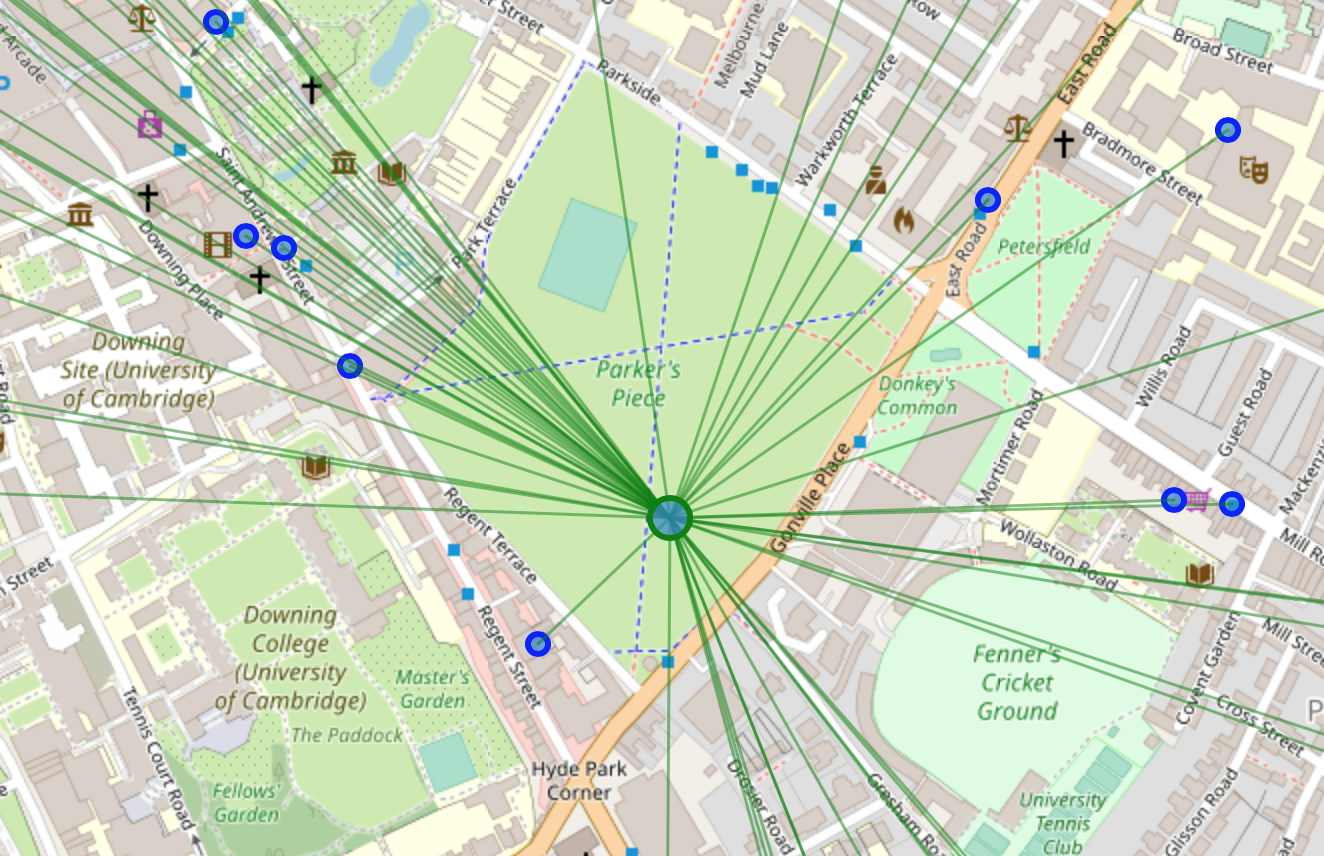 Street
Broad Street
East Road
Melbourne
Mud Lane
Parkside
Warkworth Terrace
Arcade
Bradmore Street
Saint Andrew's Street
Park Terrace
Petersfield
East Road
Downing Place
Downing
Site (University
of Cambridge)
Parker's
Piece
Donkey's
Common
Willis Road
Guest Road
Mortimer Road
Gonville Place
Regent Terrace
Wollaston Road
Mill
Street
Downing
College
(University
of Cambridge)
Regent Street
Master's
Garden
The Paddock
Fenner's
Cricket
Ground
Covent Garden
Mill
Cross Street
P
Tennis Court Road
Hyde Park
Corner
Fellows'
Garden
Drosier Road
Gresham
University
Tennis
Club
Glisson Road